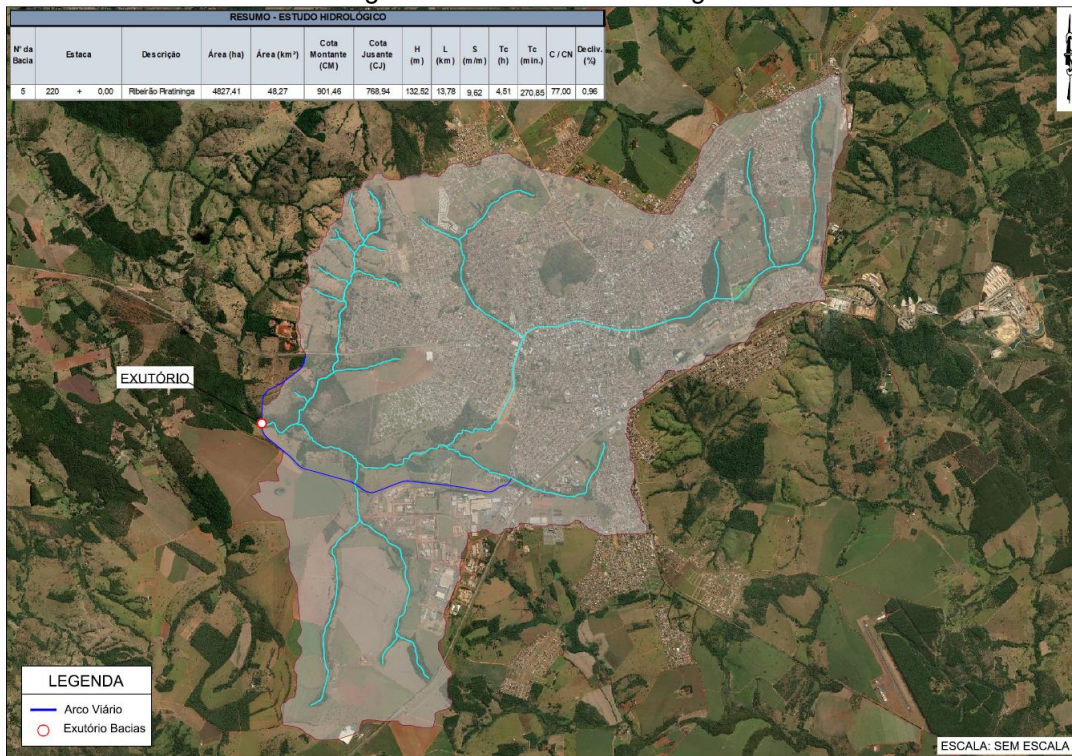 RESUMO - ESTUDO HIDROLÓGICO
Nº da Bacia Estaca Descrição Área (ha) Área (km²) Cota Montante (CM) Cota Jusante (CJ) H (m) L (km) S (m/m) Tc (h) Tc (min.) C / CN Decliv. (%)
5 220 + 0,00 Ribeirão Piratininga 4827,41 48,27 901,46 768,94 132,52 13,78 9,62 4,51 270,85 77,00 0,96
EXUTÓRIO
LEGENDA
Arco Viário
Exutório Bacias
ESCALA: SEM ESCALA